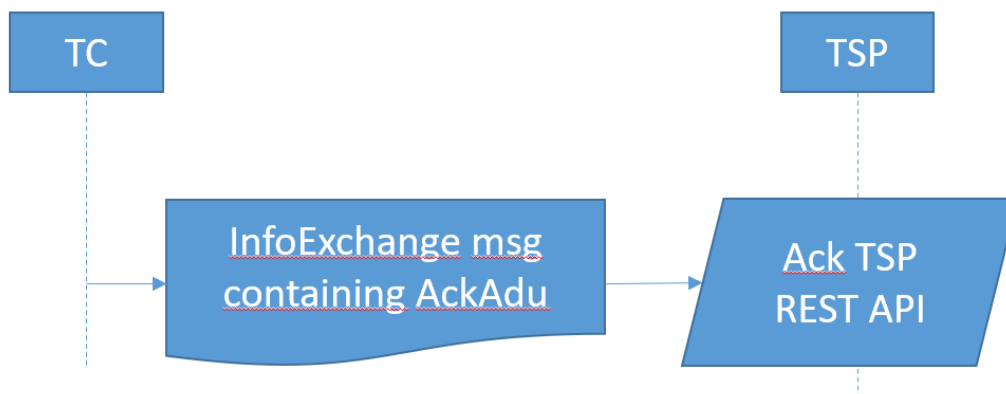 TC
TSP
InfoExchange msg
containing AckAdu
Ack TSP
REST API